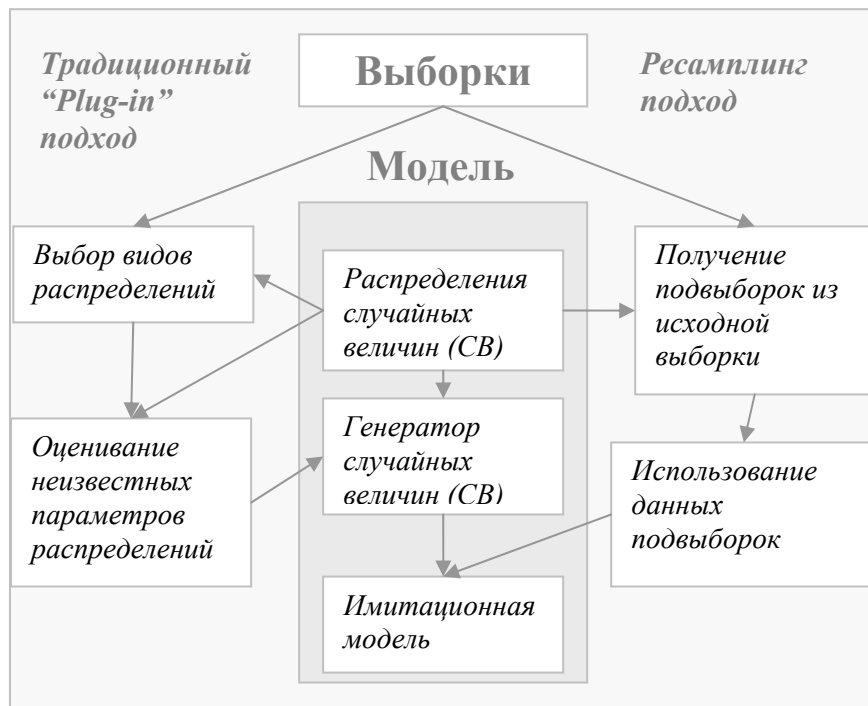 Традиционный
“Plug-in”
подход
Выборки
Ресамплинг
подход
Модель
Выбор видов
распределений
Распределения
случайных
величин (СВ)
Получение
подвыборок из
исходной
выборки
Оценивание
неизвестных
параметров
распределений
Генератор
случайных
величин (СВ)
Использование
данных
подвыборок
Имитационная
модель